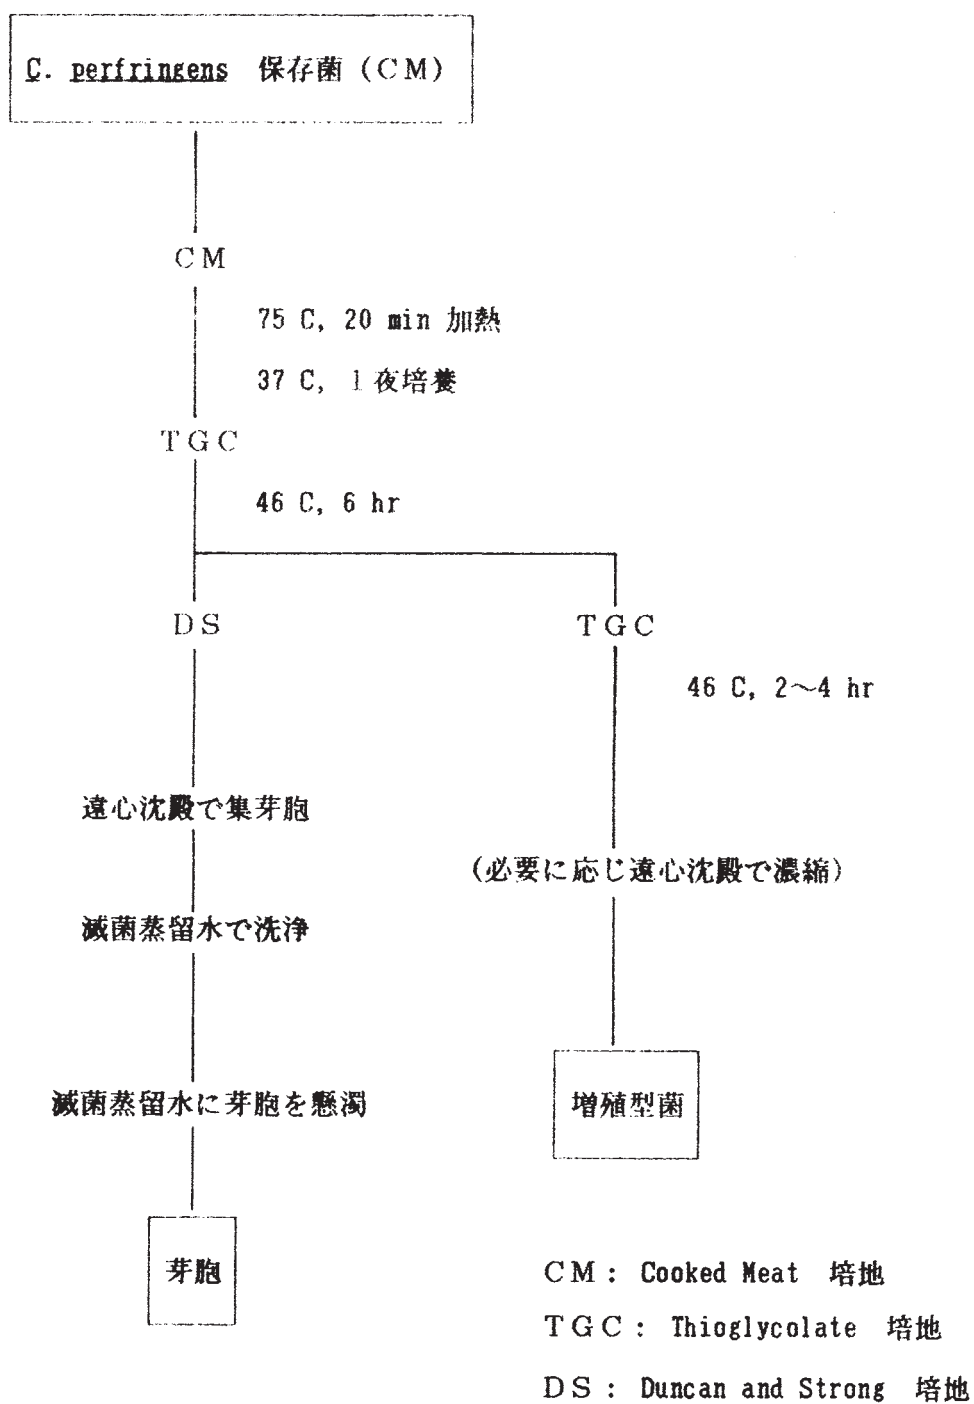 C. perfringens 保存菌（CM）
CM
75 C, 20 min 加熱
37 C, 1夜培養
TGC
46 C, 6 hr
DS
TGC
46 C, 2〜4 hr
遠心沈殿で集芽胞
(必要に応じ遠心沈殿で濃縮)
滅菌蒸留水で洗浄
滅菌蒸留水に芽胞を懸濁
増殖型菌
芽胞
CM: Cooked Meat 培地
TGC: Thioglycolate 培地
DS: Duncan and Strong 培地